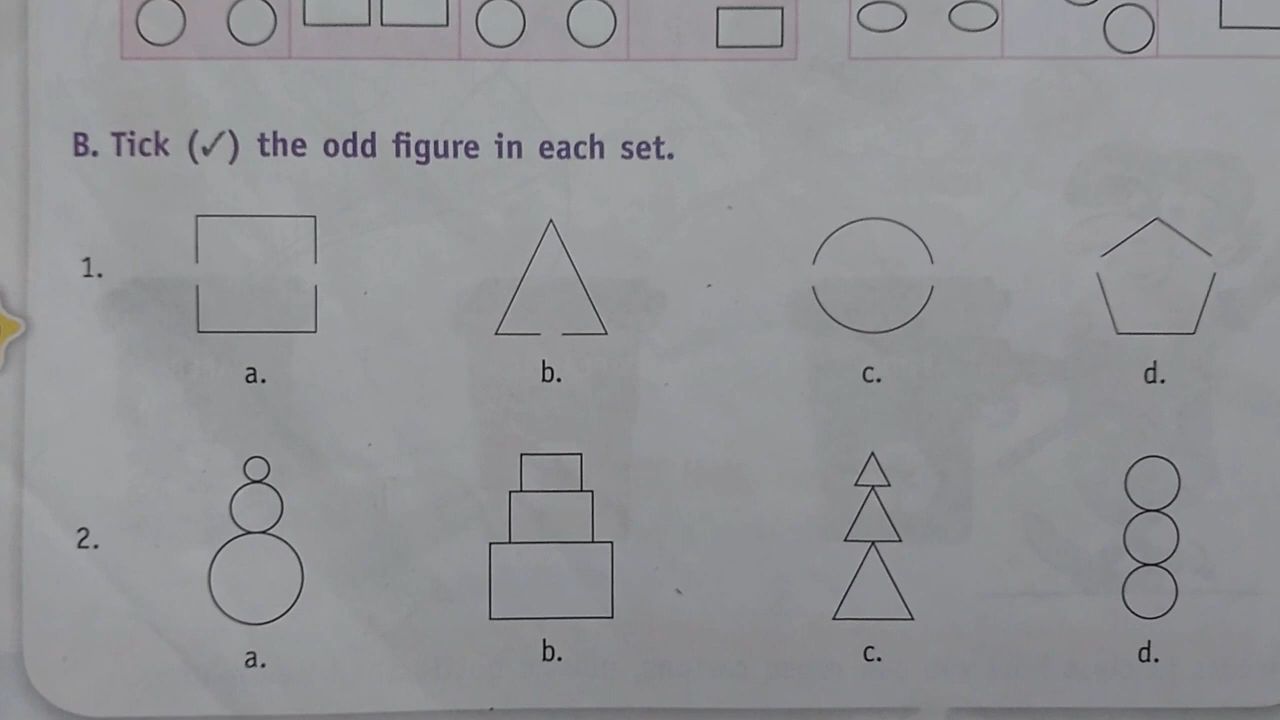 B. Tick (✓) the odd figure in each set.
1.
a. b. c. d.
2.
a. b. c. d.